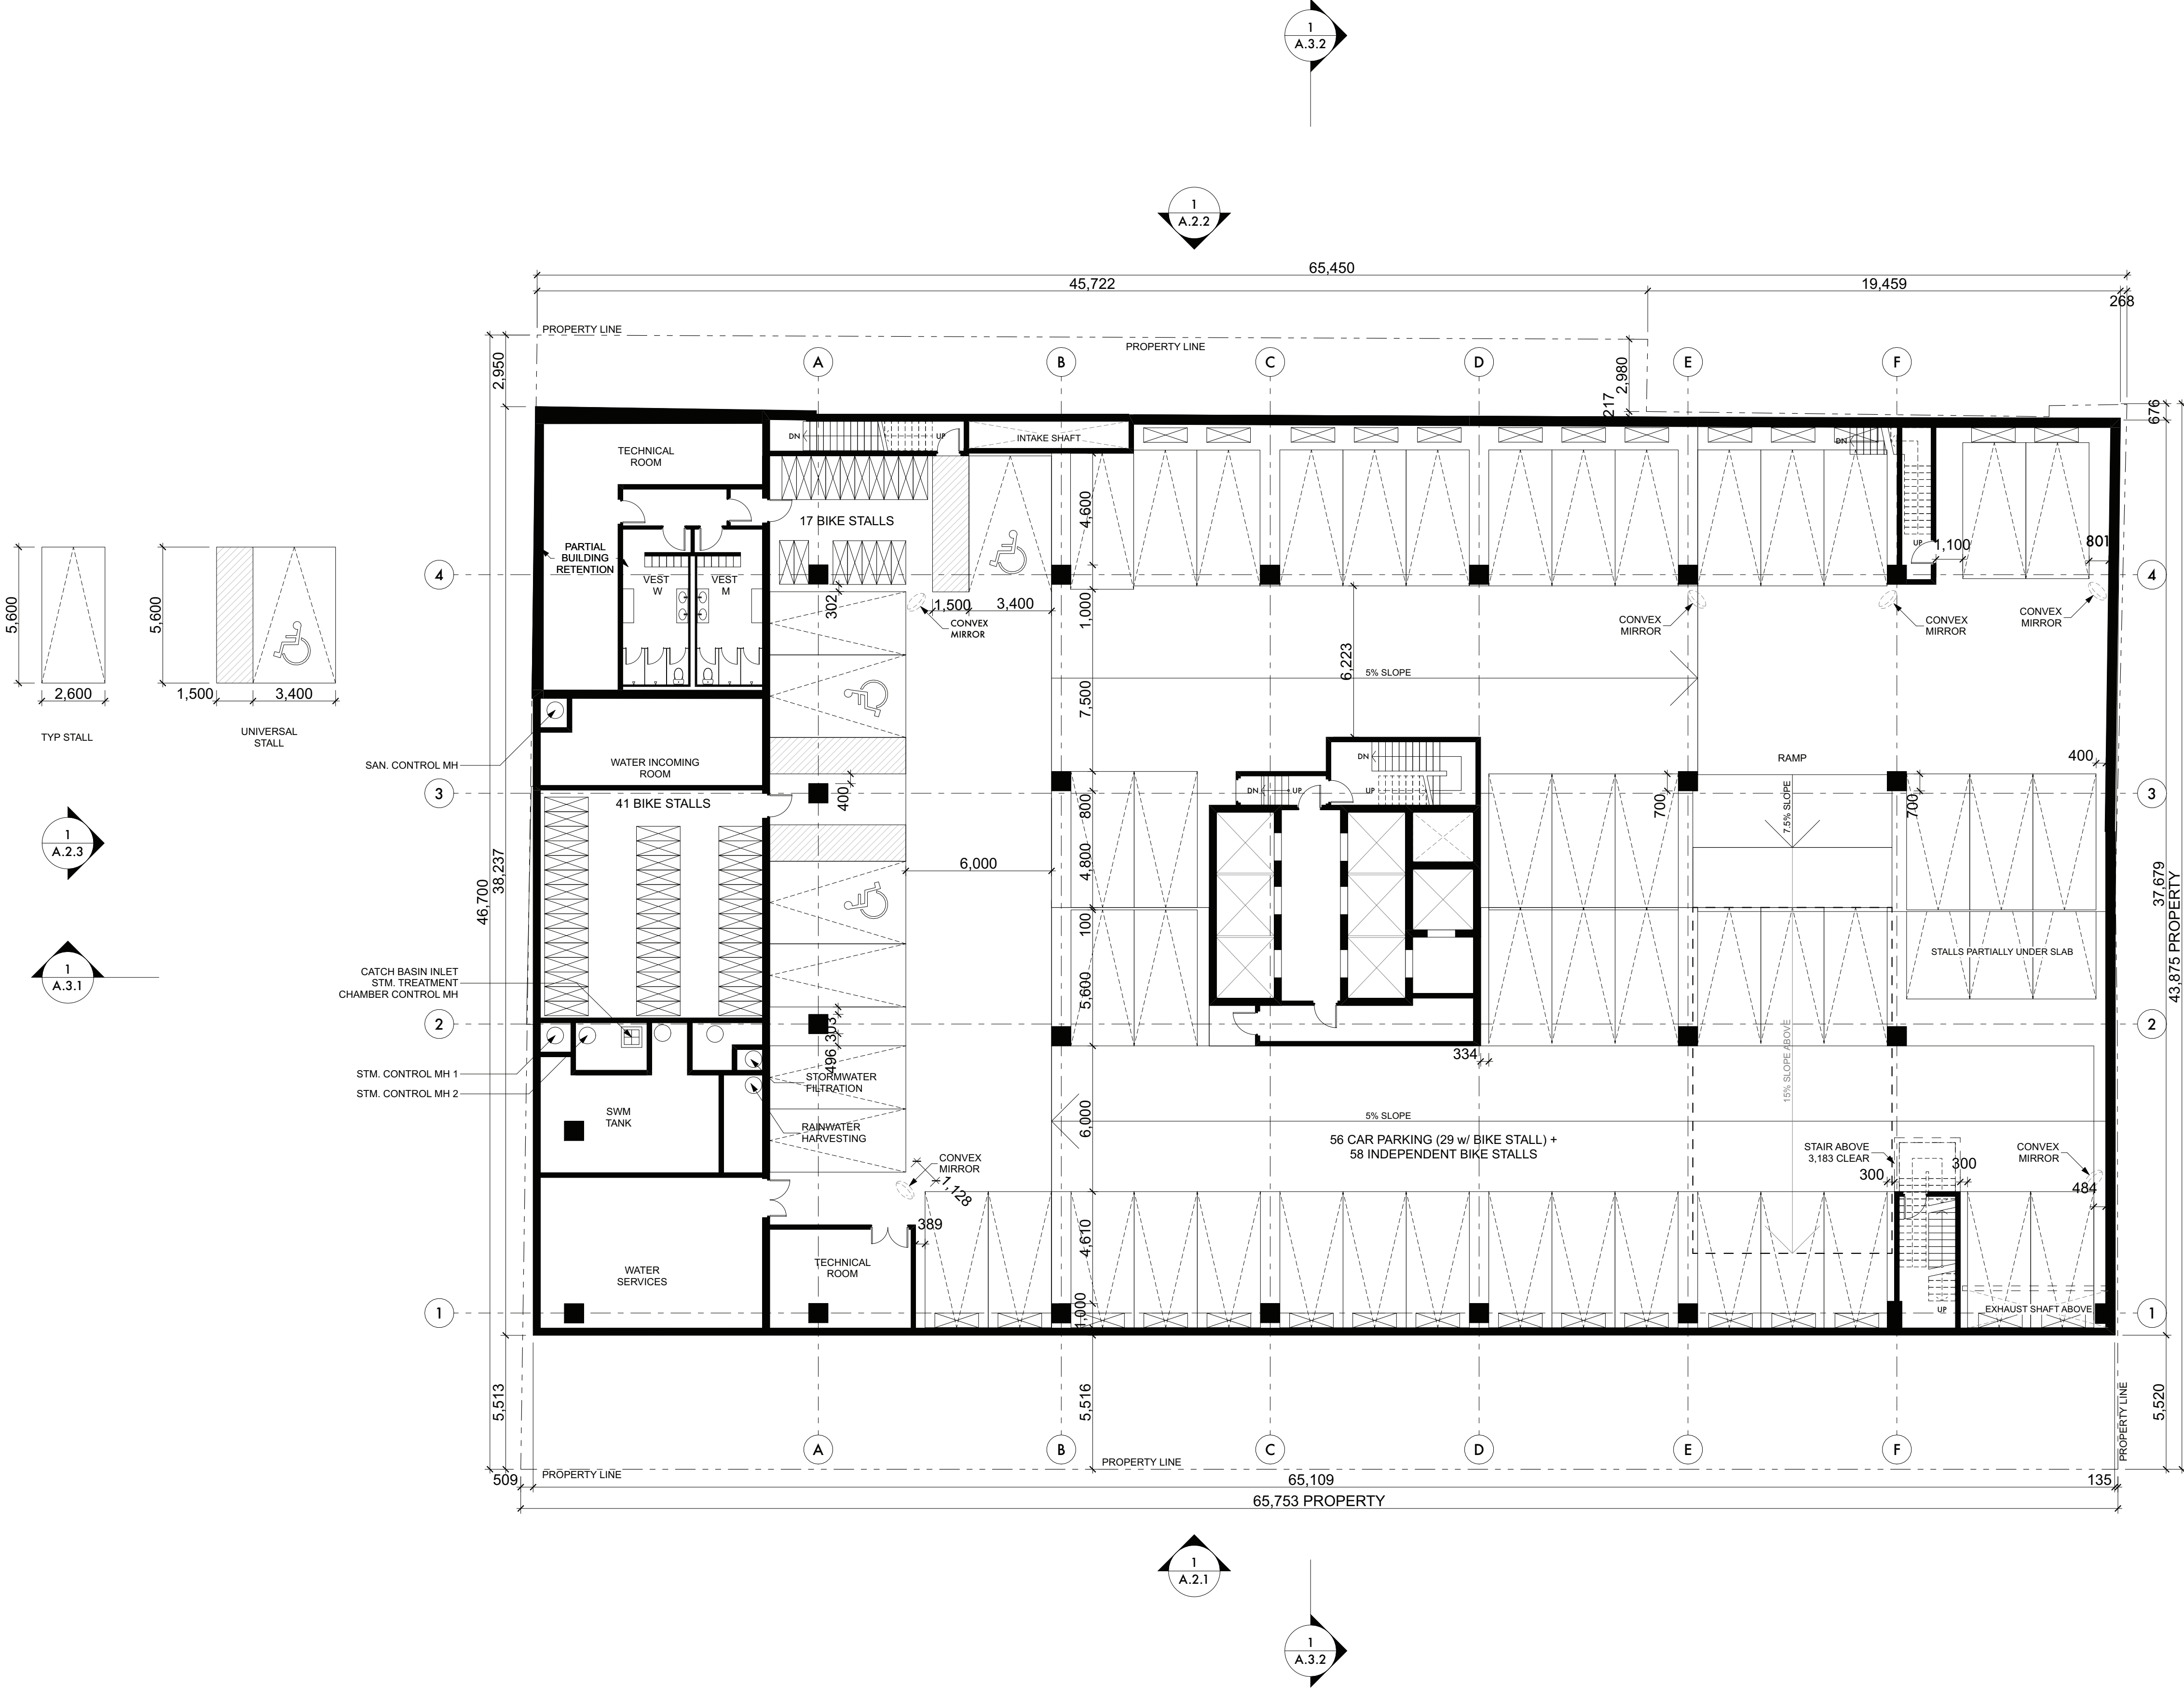 1
A.3.2
1
A.2.2
65,450
45,722
19,459
268
PROPERTY LINE
PROPERTY LINE
2,950
2,980
217
676
A
B
C
D
E
F
TECHNICAL
ROOM
DN
UP
INTAKE SHAFT
DN
17 BIKE STALLS
4,600
PARTIAL
BUILDING
RETENTION
VEST
W
VEST
M
UP
1,100
801
4
4
5,600
2,600
TYP STALL
5,600
1,500
3,400
UNIVERSAL
STALL
302
1,500
3,400
CONVEX
MIRROR
1,000
CONVEX
MIRROR
CONVEX
MIRROR
CONVEX
MIRROR
6,223
5% SLOPE
7,500
SAN. CONTROL MH
WATER INCOMING
ROOM
DN
RAMP
400
3
41 BIKE STALLS
400
800
DN
UP
UP
700
7.5% SLOPE
700
3
1
A.2.3
6,000
4,800
46,700
38,237
37,679
43,875 PROPERTY
100
STALLS PARTIALLY UNDER SLAB
1
A.3.1
CATCH BASIN INLET
STM. TREATMENT
CHAMBER CONTROL MH
5,600
2
303
496
334
15% SLOPE ABOVE
2
STM. CONTROL MH 1
STM. CONTROL MH 2
STORMWATER
FILTRATION
SWM
TANK
RAINWATER
HARVESTING
6,000
5% SLOPE
56 CAR PARKING (29 w/ BIKE STALL) +
58 INDEPENDENT BIKE STALLS
STAIR ABOVE
3,183 CLEAR
CONVEX
MIRROR
CONVEX
MIRROR
1,128
300
300
484
389
4,610
WATER
SERVICES
TECHNICAL
ROOM
1
1,000
UP
EXHAUST SHAFT ABOVE
1
5,513
5,516
5,520
PROPERTY LINE
A
B
C
D
E
F
PROPERTY LINE
PROPERTY LINE
509
65,109
135
65,753 PROPERTY
1
A.2.1
1
A.3.2